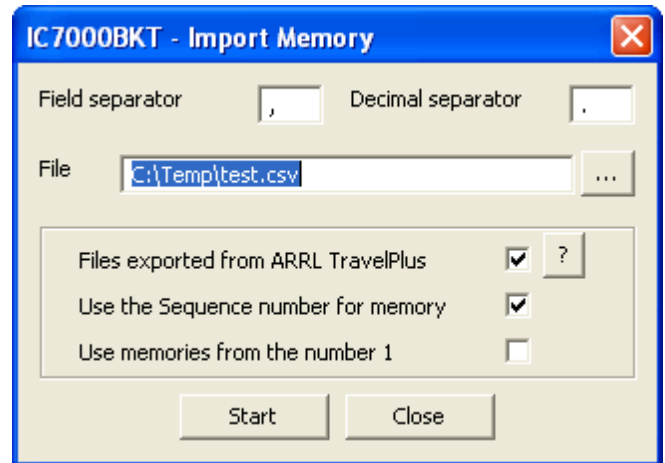 IC7000BKT - Import Memory
Field separator , Decimal separator .
File C:\Temp\test.csv ...
Files exported from ARRL TravelPlus ?
Use the Sequence number for memory
Use memories from the number 1
Start Close